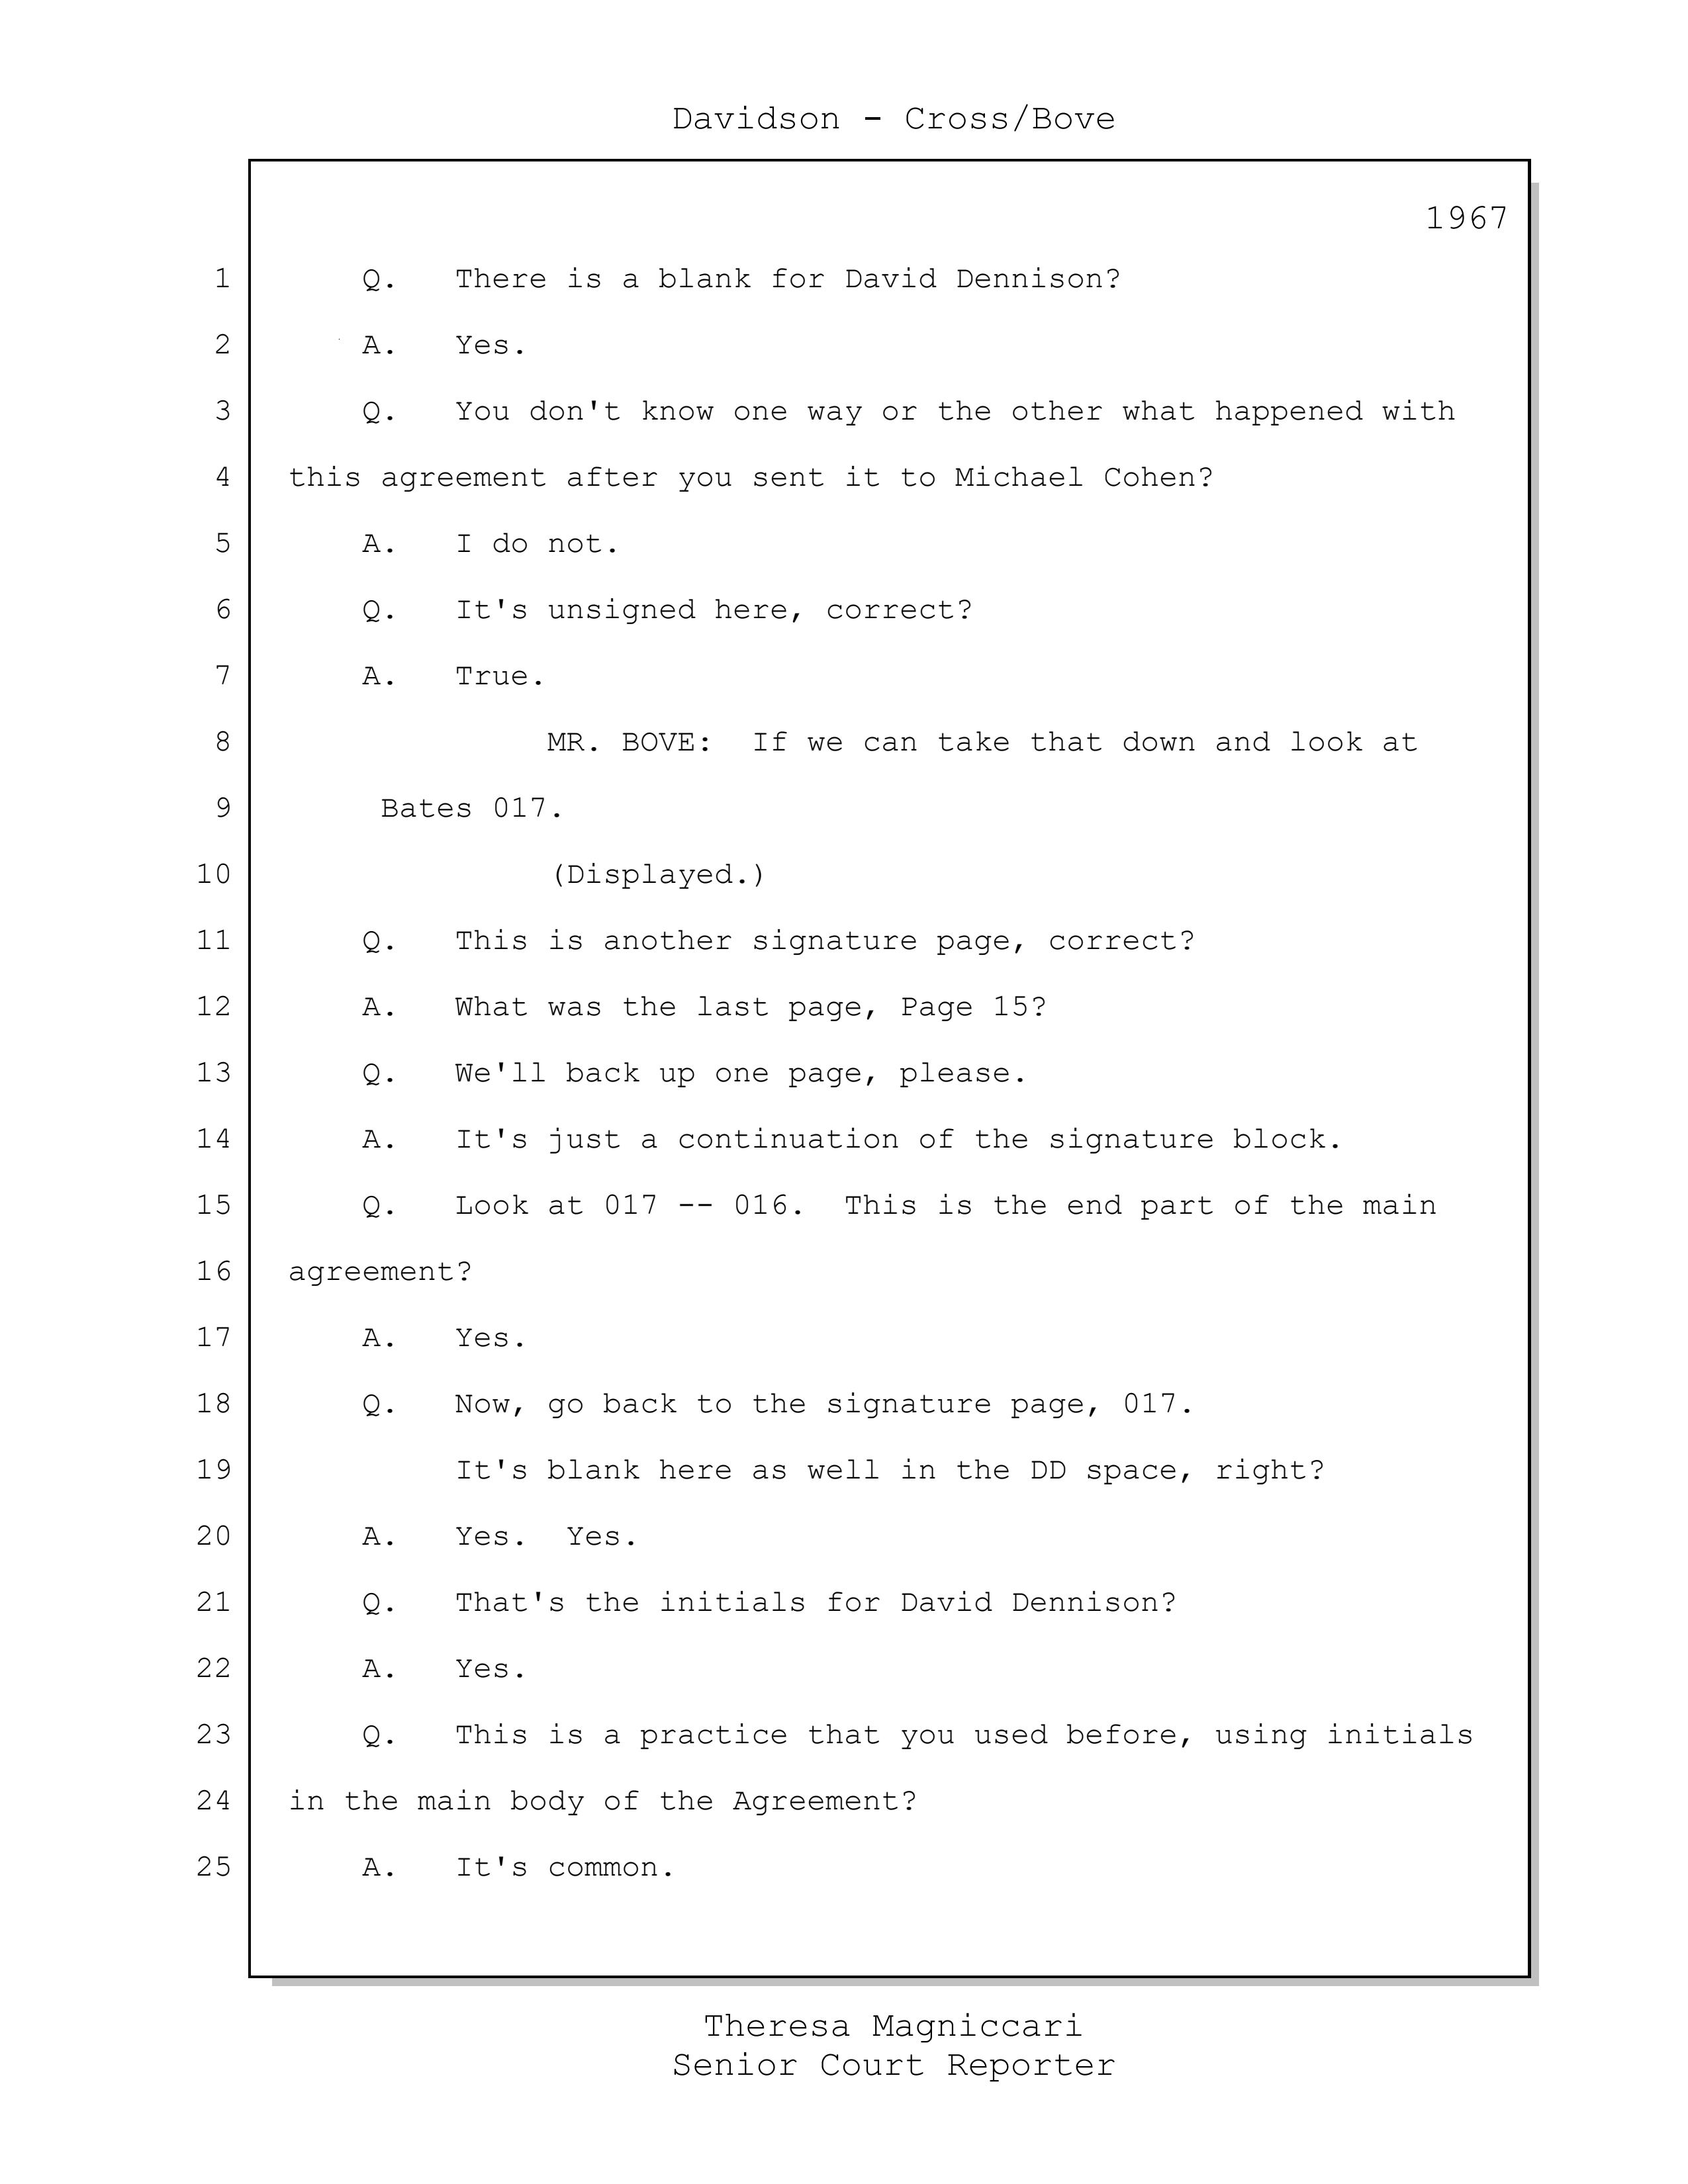 Davidson - Cross/Bove
1967
1 Q. There is a blank for David Dennison?
2 A. Yes.
3 Q. You don't know one way or the other what happened with
4 this agreement after you sent it to Michael Cohen?
5 A. I do not.
6 Q. It's unsigned here, correct?
7 A. True.
8 MR. BOVE: If we can take that down and look at
9 Bates 017.
10 (Displayed.)
11 Q. This is another signature page, correct?
12 A. What was the last page, Page 15?
13 Q. We'll back up one page, please.
14 A. It's just a continuation of the signature block.
15 Q. Look at 017 -- 016. This is the end part of the main
16 agreement?
17 A. Yes.
18 Q. Now, go back to the signature page, 017.
19 It's blank here as well in the DD space, right?
20 A. Yes. Yes.
21 Q. That's the initials for David Dennison?
22 A. Yes.
23 Q. This is a practice that you used before, using initials
24 in the main body of the Agreement?
25 A. It's common.
Theresa Magniccari
Senior Court Reporter